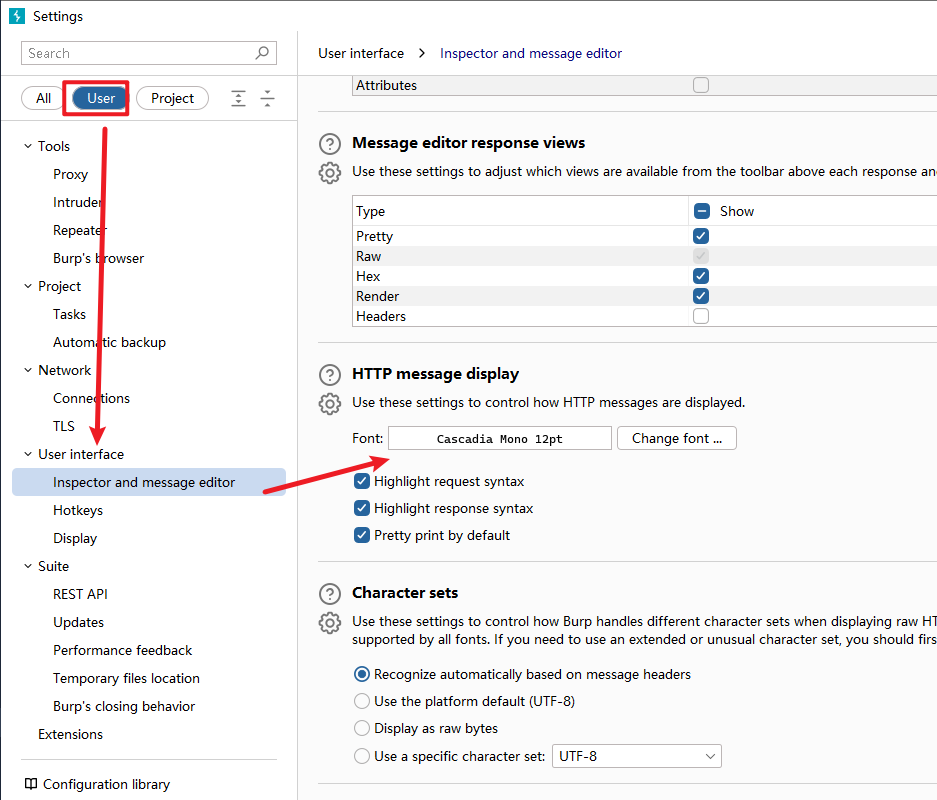 Settings
Search
All
User
Project
Tools
Proxy
Intruder
Repeater
Burp's browser
Project
Tasks
Automatic backup
Network
Connections
TLS
User interface
Inspector and message editor
Hotkeys
Display
Suite
REST API
Updates
Performance feedback
Temporary files location
Burp's closing behavior
Extensions
Configuration library
User interface > Inspector and message editor
Attributes
Message editor response views
Use these settings to adjust which views are available from the toolbar above each response an
Type Show
Pretty
Raw
Hex
Render
Headers
HTTP message display
Use these settings to control how HTTP messages are displayed.
Font: Cascadia Mono 12pt Change font ...
Highlight request syntax
Highlight response syntax
Pretty print by default
Character sets
Use these settings to control how Burp handles different character sets when displaying raw HT
supported by all fonts. If you need to use an extended or unusual character set, you should firs
Recognize automatically based on message headers
Use the platform default (UTF-8)
Display as raw bytes
Use a specific character set: UTF-8